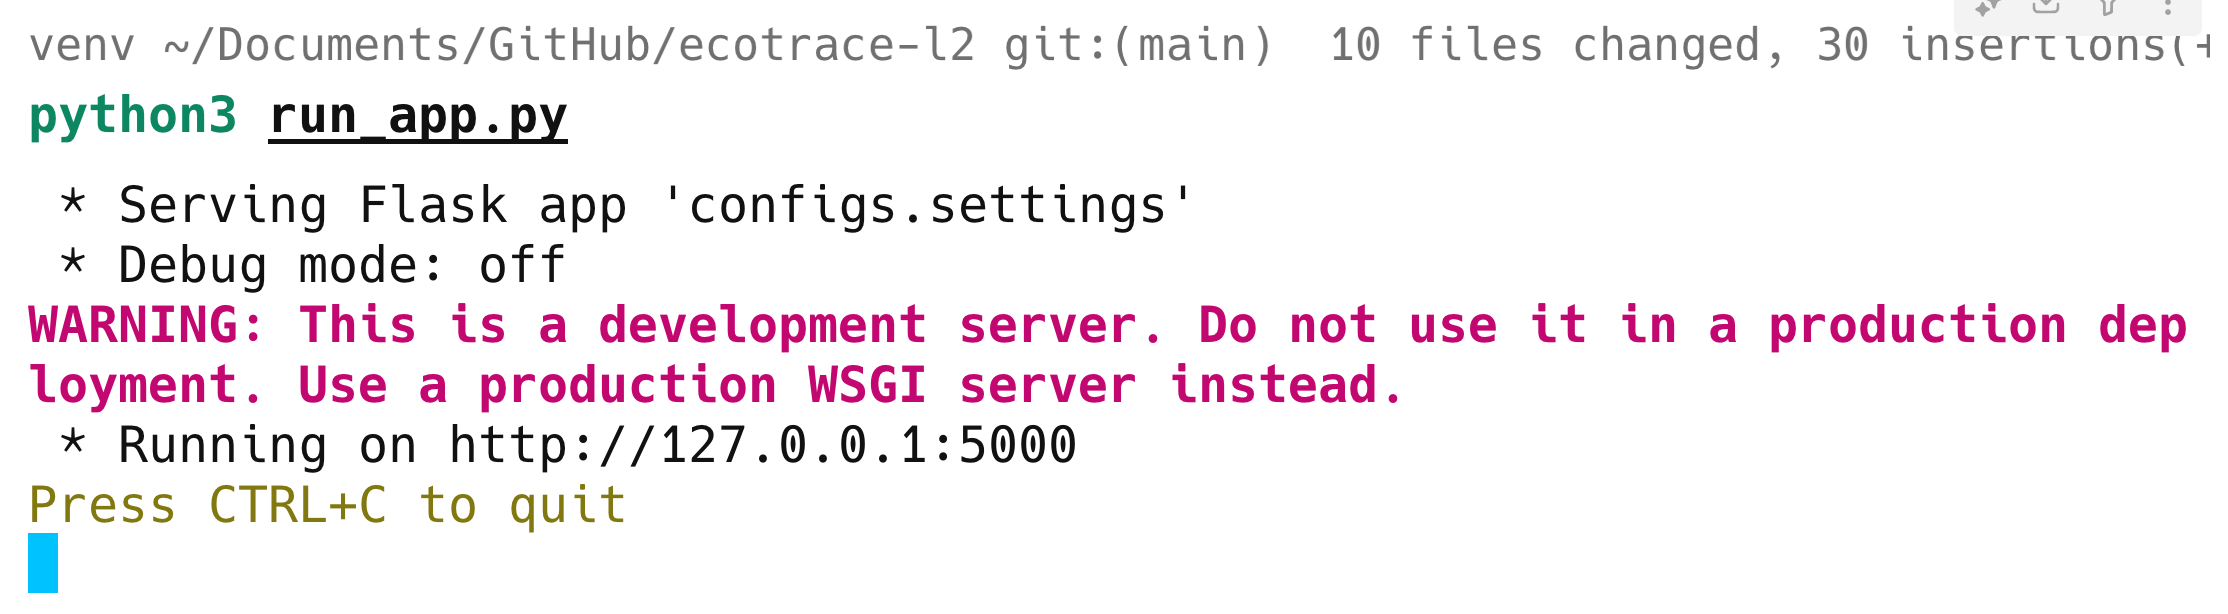 venv ~/Documents/GitHub/ecotrace-l2 git:(main)  10 files changed, 30 insertions(+
python3 run_app.py
 * Serving Flask app 'configs.settings'
 * Debug mode: off
WARNING: This is a development server. Do not use it in a production dep
loyment. Use a production WSGI server instead.
 * Running on http://127.0.0.1:5000
Press CTRL+C to quit